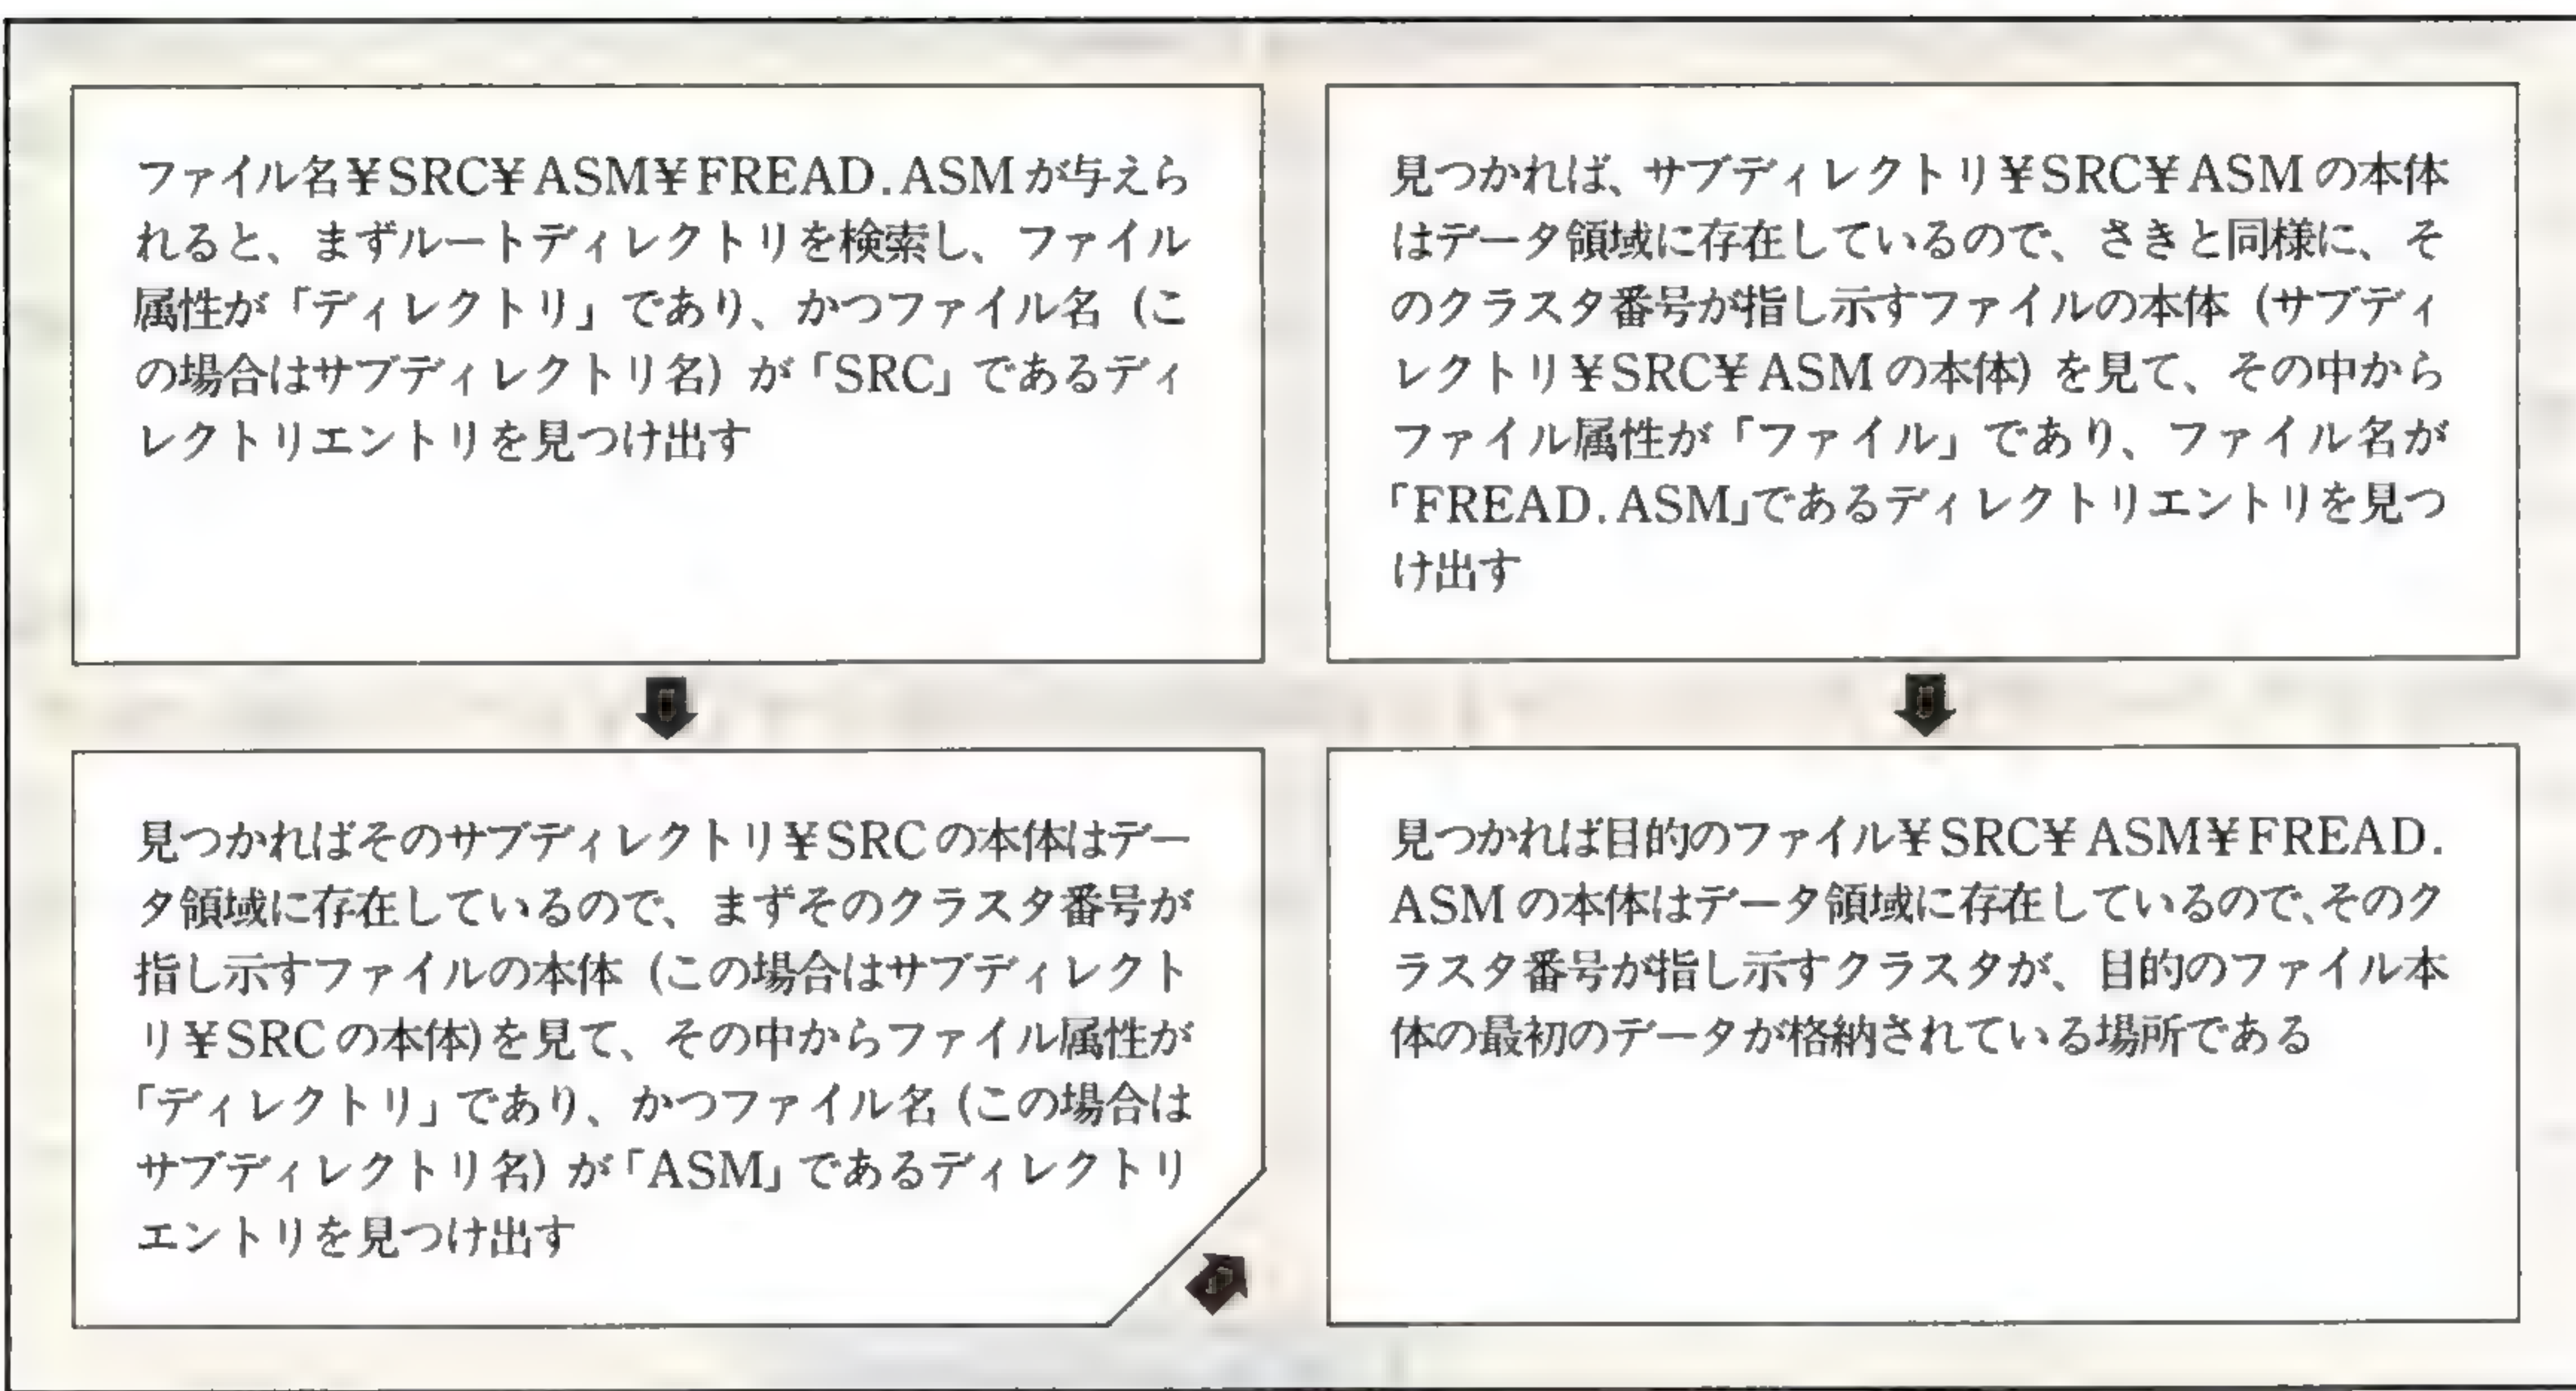 ファイル名¥SRC¥ASM¥FREAD.ASMが与えら
れると、まずルートディレクトリを検索し、ファイル
属性が「ディレクトリ」であり、かつファイル名（こ
の場合はサブディレクトリ名）が「SRC」であるディ
レクトリエントリを見つけ出す
見つかればそのサブディレクトリ¥SRCの本体はデー
タ領域に存在しているので、まずそのクラスタ番号が
指し示すファイルの本体（この場合はサブディレクト
リ¥SRCの本体）を見て、その中からファイル属性が
「ディレクトリ」であり、かつファイル名（この場合は
サブディレクトリ名）が「ASM」であるディレクトリ
エントリを見つけ出す
見つかれば、サブディレクトリ¥SRC¥ASMの本体
はデータ領域に存在しているので、さきと同様に、そ
のクラスタ番号が指し示すファイルの本体（サブディ
レクトリ¥SRC¥ASMの本体）を見て、その中から
ファイル属性が「ファイル」であり、ファイル名が
「FREAD.ASM」であるディレクトリエントリを見つ
け出す
見つかれば目的のファイル¥SRC¥ASM¥FREAD.
ASMの本体はデータ領域に存在しているので、そのク
ラスタ番号が指し示すクラスタが、目的のファイル本
体の最初のデータが格納されている場所である